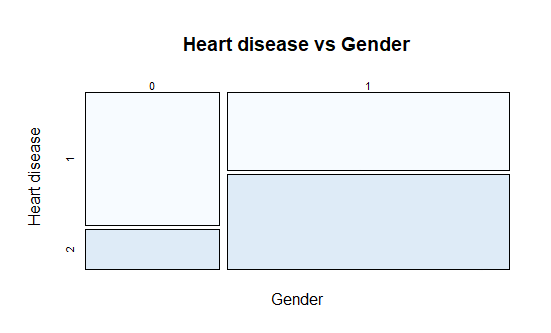 Heart disease vs Gender
0 1
Heart disease
1
2
Gender